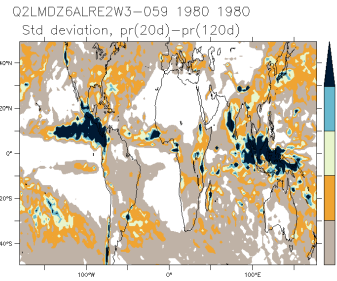 Q2LMDZ6ALRE2W3-059 1980 1980
Std deviation, pr(20d)-pr(120d)
40°N
20°N
0°
20°S
40°S
100°W 0° 100°E